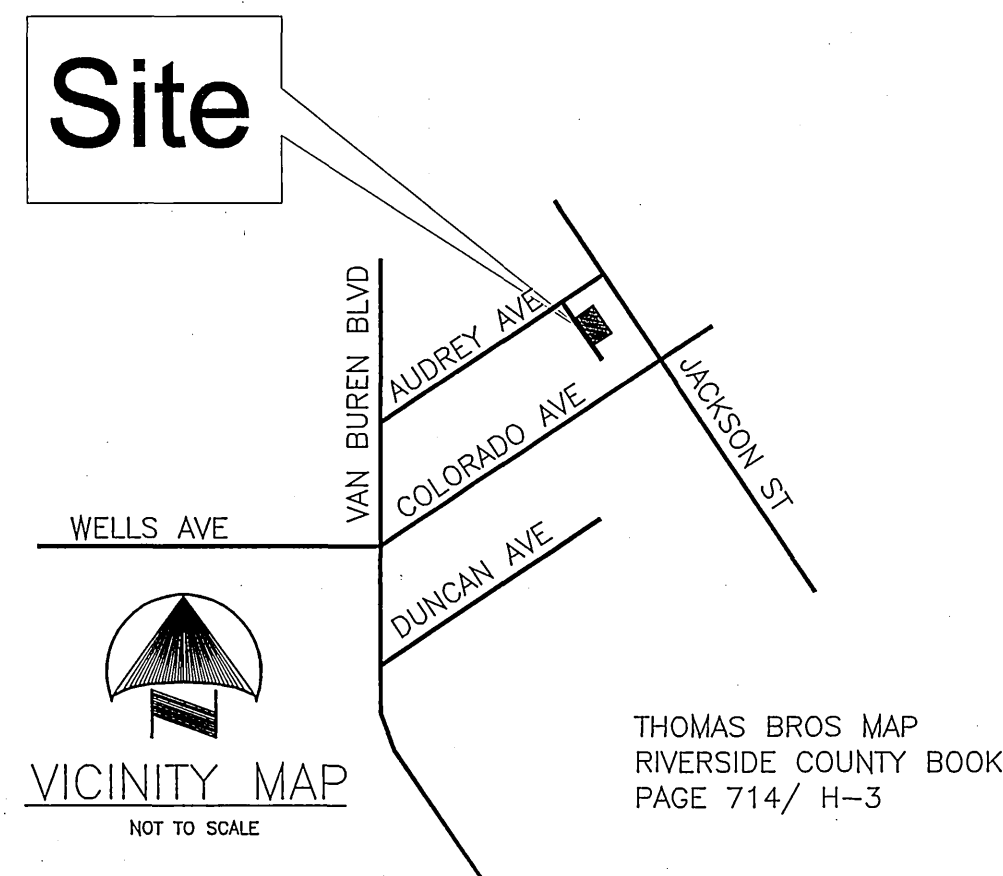 Site
VAN BUREN BLVD
AUDREY AVE
COLORADO AVE
JACKSON ST
WELLS AVE
DUNCAN AVE
N
VICINITY MAP
NOT TO SCALE
THOMAS BROS MAP
RIVERSIDE COUNTY BOOK
PAGE 714/ H-3